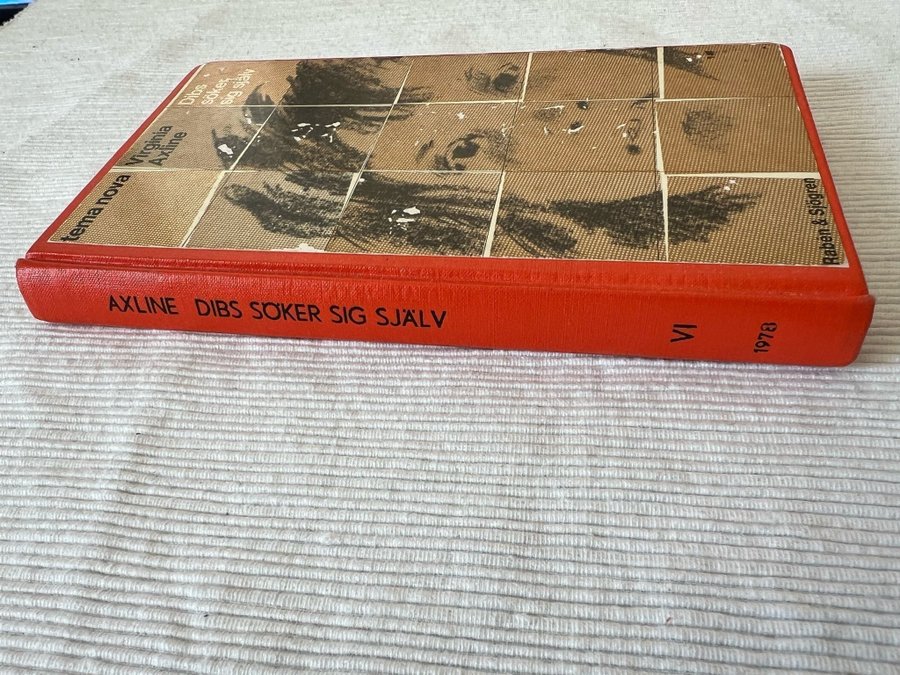 Dibs
söker
sig själv
Virginia
Axline
tema nova
Rabén & Sjögren
AXLINE DIBS SÖKER SIG SJÄLV
VI
1978